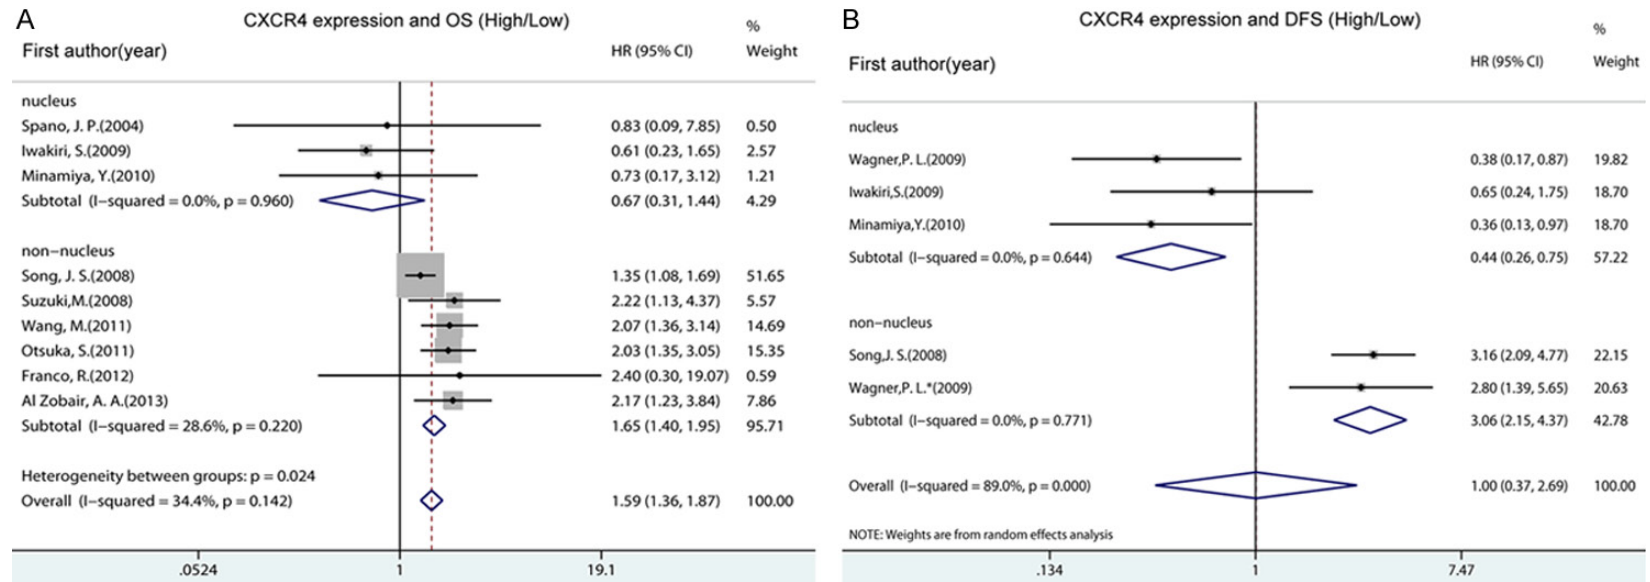 A
CXCR4 expression and OS (High/Low)
First author(year) HR (95% CI) % Weight
nucleus
Spano, J. P.(2004) 0.83 (0.09, 7.85) 0.50
Iwakiri, S.(2009) 0.61 (0.23, 1.65) 2.57
Minamiya, Y.(2010) 0.73 (0.17, 3.12) 1.21
Subtotal (I−squared = 0.0%, p = 0.960) 0.67 (0.31, 1.44) 4.29
non−nucleus
Song, J. S.(2008) 1.35 (1.08, 1.69) 51.65
Suzuki,M.(2008) 2.22 (1.13, 4.37) 5.57
Wang, M.(2011) 2.07 (1.36, 3.14) 14.69
Otsuka, S.(2011) 2.03 (1.35, 3.05) 15.35
Franco, R.(2012) 2.40 (0.30, 19.07) 0.59
Al Zobair, A. A.(2013) 2.17 (1.23, 3.84) 7.86
Subtotal (I−squared = 28.6%, p = 0.220) 1.65 (1.40, 1.95) 95.71
Heterogeneity between groups: p = 0.024
Overall (I−squared = 34.4%, p = 0.142) 1.59 (1.36, 1.87) 100.00
.0524 1 19.1
B
CXCR4 expression and DFS (High/Low)
First author(year) HR (95% CI) % Weight
nucleus
Wagner,P. L.(2009) 0.38 (0.17, 0.87) 19.82
Iwakiri,S.(2009) 0.65 (0.24, 1.75) 18.70
Minamiya,Y.(2010) 0.36 (0.13, 0.97) 18.70
Subtotal (I−squared = 0.0%, p = 0.644) 0.44 (0.26, 0.75) 57.22
non−nucleus
Song,J. S.(2008) 3.16 (2.09, 4.77) 22.15
Wagner,P. L.*(2009) 2.80 (1.39, 5.65) 20.63
Subtotal (I−squared = 0.0%, p = 0.771) 3.06 (2.15, 4.37) 42.78
Overall (I−squared = 89.0%, p = 0.000) 1.00 (0.37, 2.69) 100.00
NOTE: Weights are from random effects analysis
.134 1 7.47